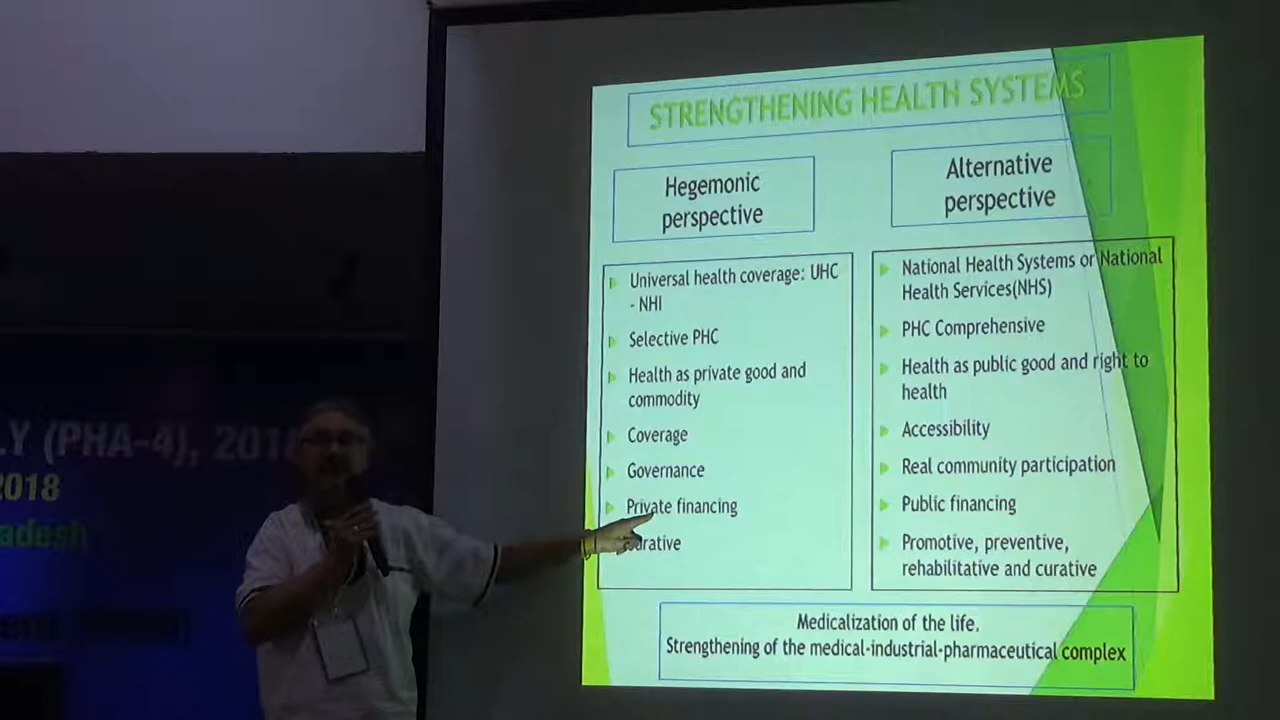 STRENGTHENING HEALTH SYSTEMS
Hegemonic
perspective
Universal health coverage: UHC
- NHI
Selective PHC
Health as private good and
commodity
Coverage
Governance
Private financing
Alternative
perspective
National Health Systems or National
Health Services(NHS)
PHC Comprehensive
Health as public good and right to
health
Accessibility
Real community participation
Public financing
Promotive, preventive,
rehabilitative and curative
Medicalization of the life.
Strengthening of the medical-industrial-pharmaceutical complex
(PHA-4), 2018
2018